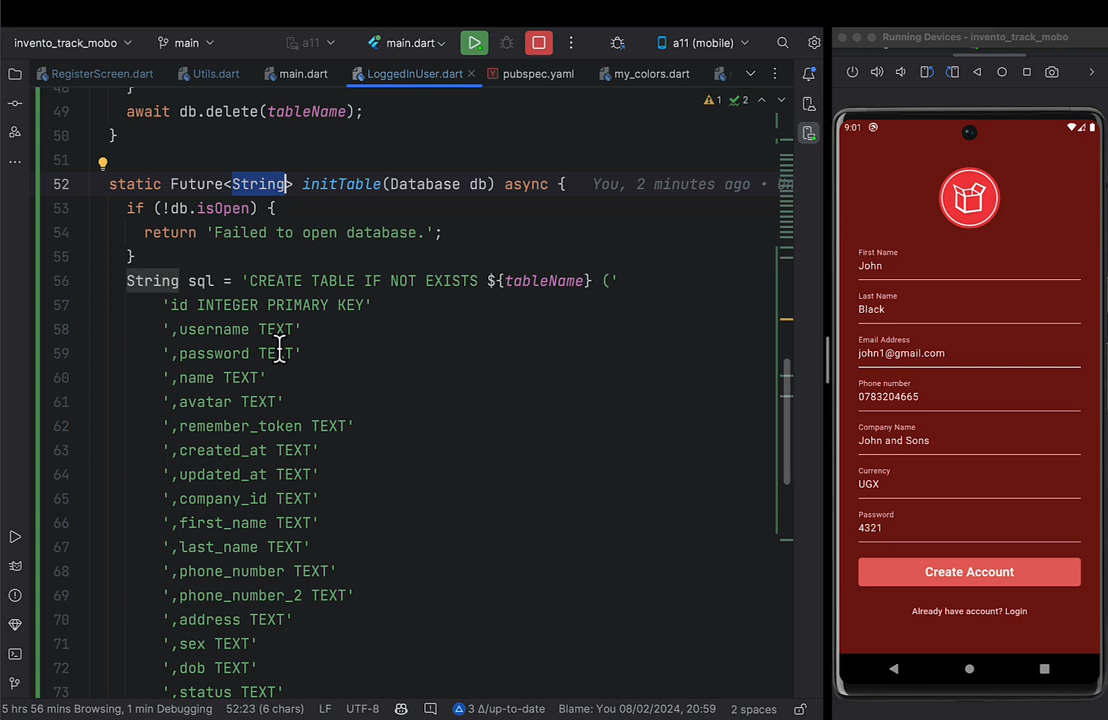 invento_track_mobo
main
a11
main.dart
a11 (mobile)
Running Devices - invento_track_mobo
RegisterScreen.dart
Utils.dart
main.dart
LoggedInUser.dart
pubspec.yaml
my_colors.dart
1
2
49
await db.delete(tableName);
50
}
51
52
static Future<String> initTable(Database db) async {
You, 2 minutes ago •
53
if (!db.isOpen) {
54
return 'Failed to open database.';
55
}
56
String sql = 'CREATE TABLE IF NOT EXISTS ${tableName} ('
57
'id INTEGER PRIMARY KEY'
58
',username TEXT'
59
',password TEXT'
60
',name TEXT'
61
',avatar TEXT'
62
',remember_token TEXT'
63
',created_at TEXT'
64
',updated_at TEXT'
65
',company_id TEXT'
66
',first_name TEXT'
67
',last_name TEXT'
68
',phone_number TEXT'
69
',phone_number_2 TEXT'
70
',address TEXT'
71
',sex TEXT'
72
',dob TEXT'
73
',status TEXT'
5 hrs 56 mins Browsing, 1 min Debugging
52:23 (6 chars)
LF
UTF-8
3 Δ/up-to-date
Blame: You 08/02/2024, 20:59
2 spaces
9:01
First Name
John
Last Name
Black
Email Address
john1@gmail.com
Phone number
0783204665
Company Name
John and Sons
Currency
UGX
Password
4321
Create Account
Already have account? Login